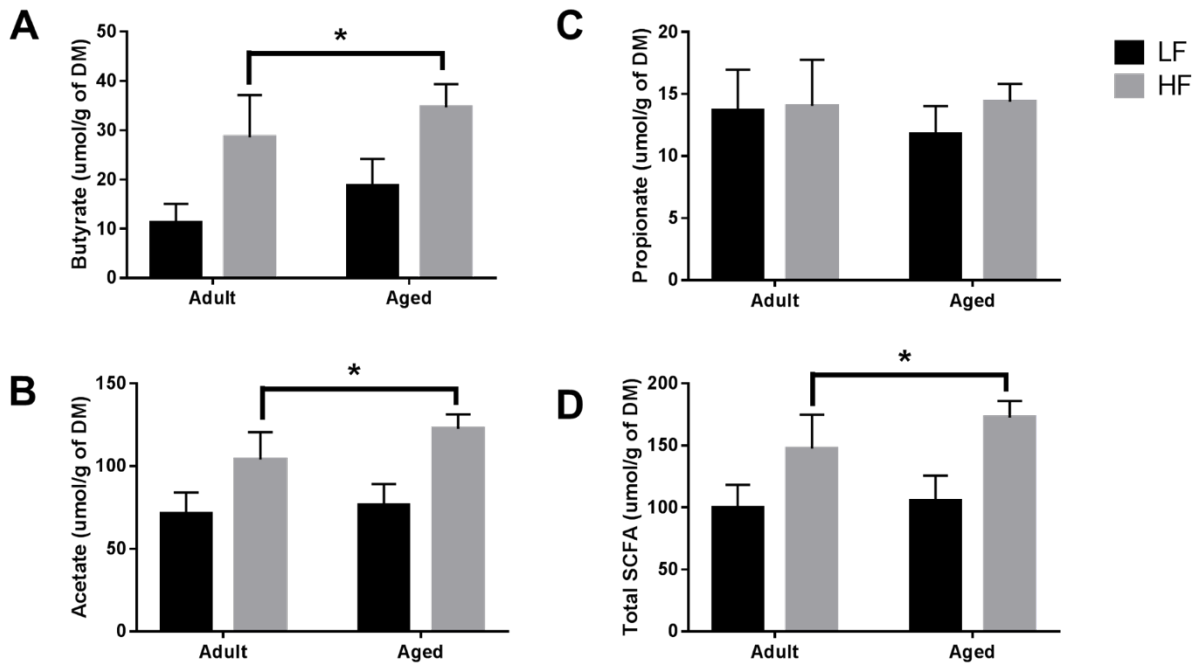 A
Butyrate (umol/g of DM)
50
40
30
20
10
0
*
Adult
Aged
C
Propionate (umol/g of DM)
20
15
10
5
0
Adult
Aged
LF
HF
B
Acetate (umol/g of DM)
150
100
50
0
*
Adult
Aged
D
Total SCFA (umol/g of DM)
200
150
100
50
0
*
Adult
Aged